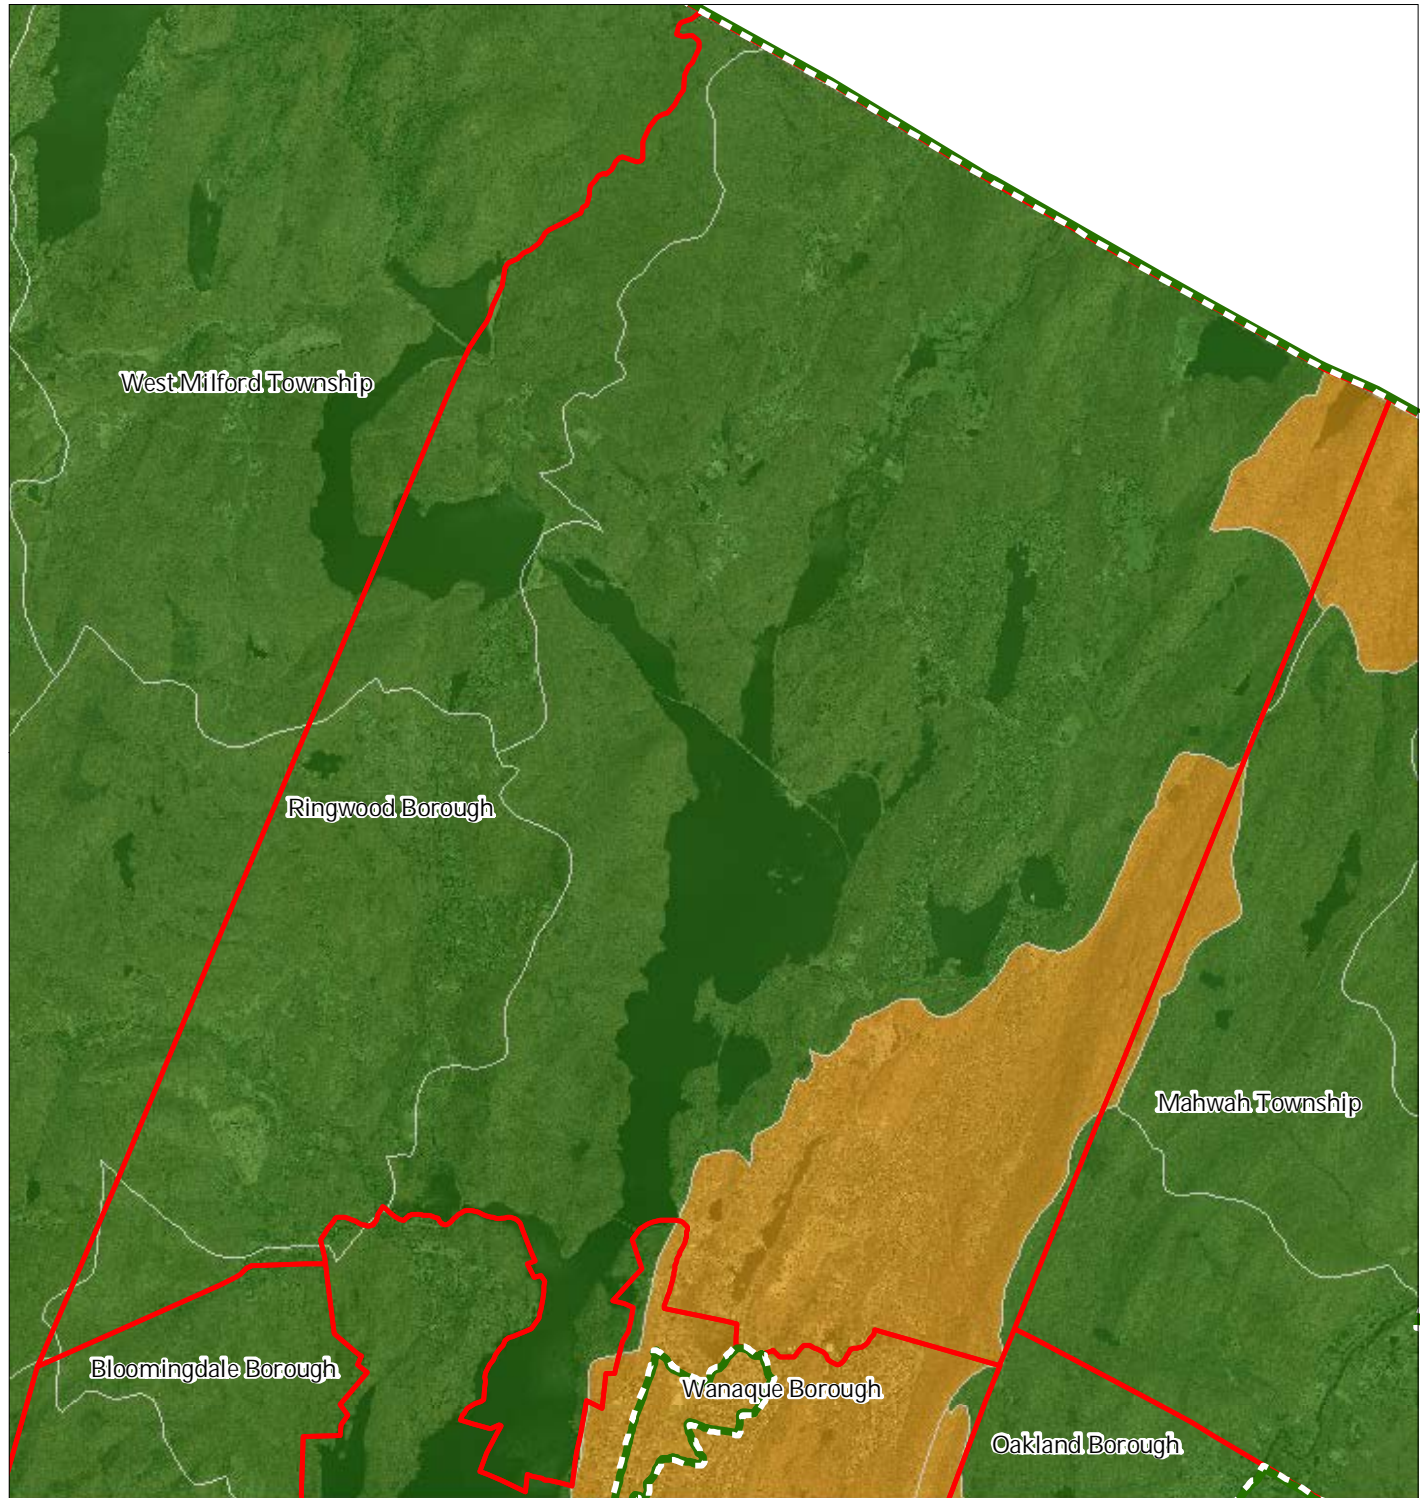 West Milford Township
Ringwood Borough
Mahwah Township
Bloomingdale Borough
Wanaque Borough
Oakland Borough